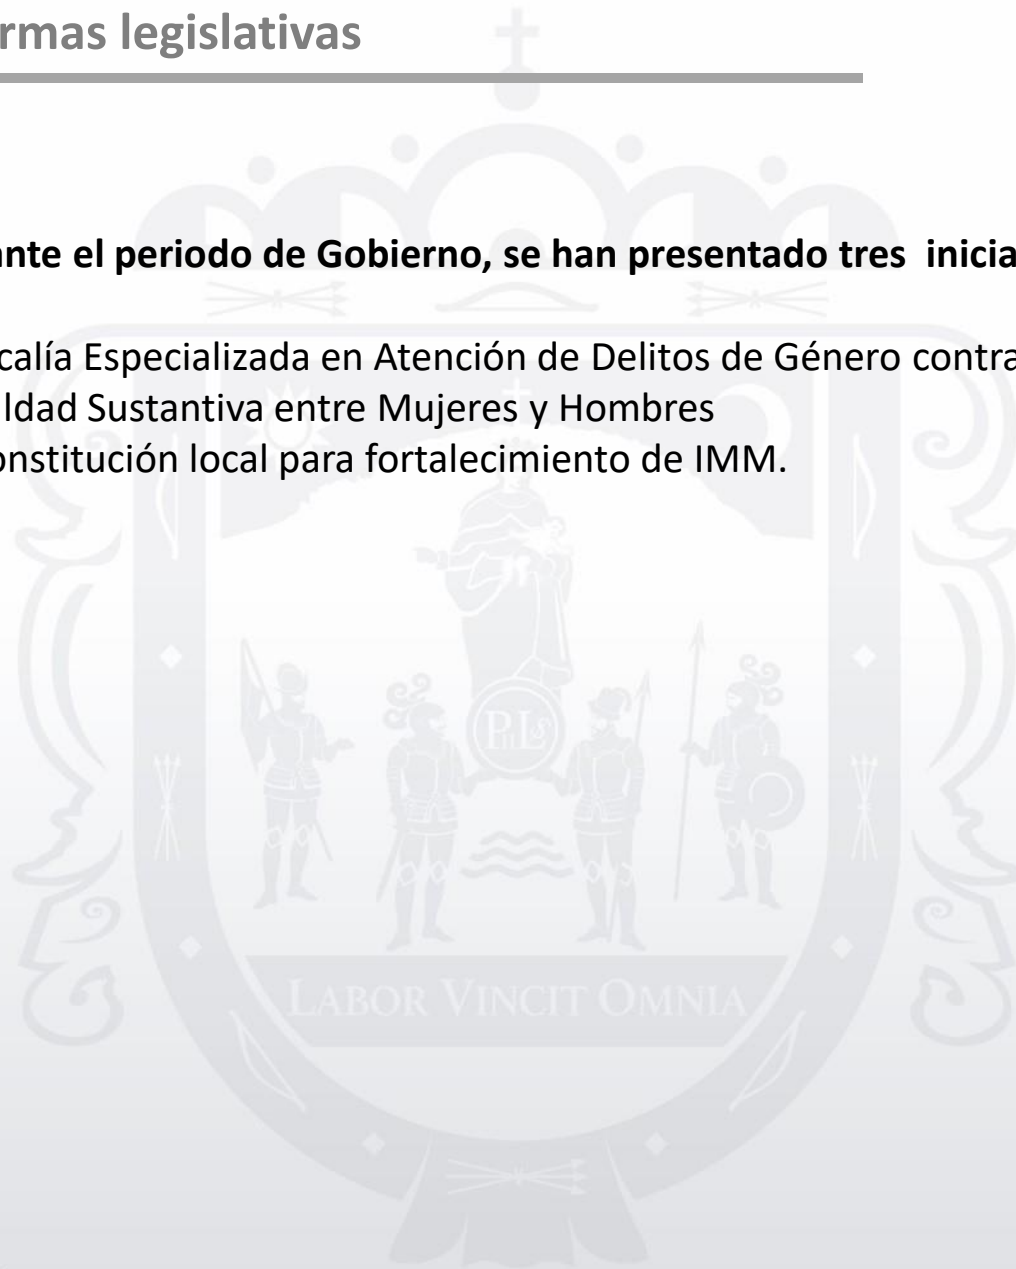 rmas legislativas
ante el periodo de Gobierno, se han presentado tres  inicia
calía Especializada en Atención de Delitos de Género contra
ldad Sustantiva entre Mujeres y Hombres
onstitución local para fortalecimiento de IMM.
LABOR VINCIT OMNIA